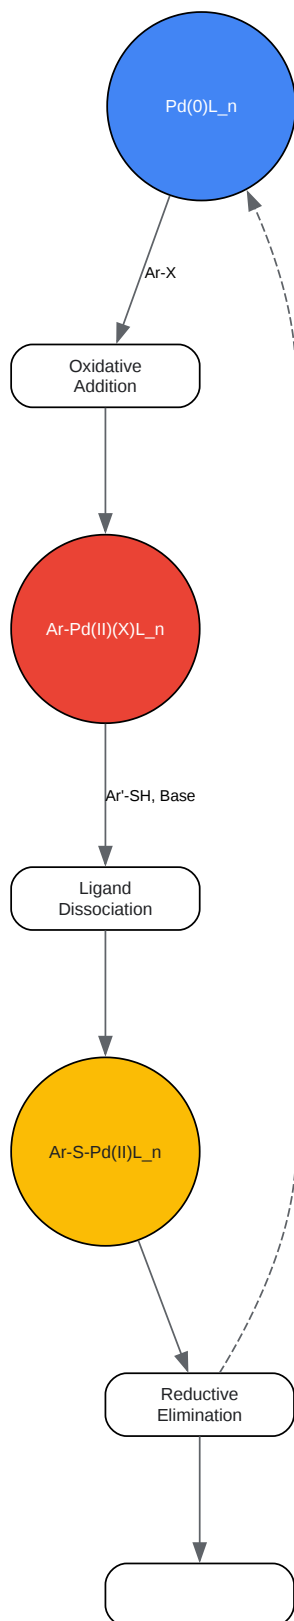 Pd(0)L_n
Ar-X
Oxidative
Addition
Ar-Pd(II)(X)L_n
Ar'-SH, Base
Ligand
Dissociation
Ar-S-Pd(II)L_n
Reductive
Elimination